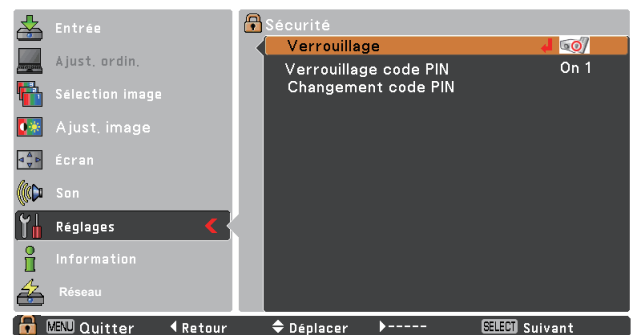 Entrée
Ajust. ordin.
Sélection image
Ajust. image
Écran
Son
Réglages
Information
Réseau
Sécurité
Verrouillage
Verrouillage code PIN On 1
Changement code PIN
MENU Quitter Retour Déplacer ----- SELECT Suivant